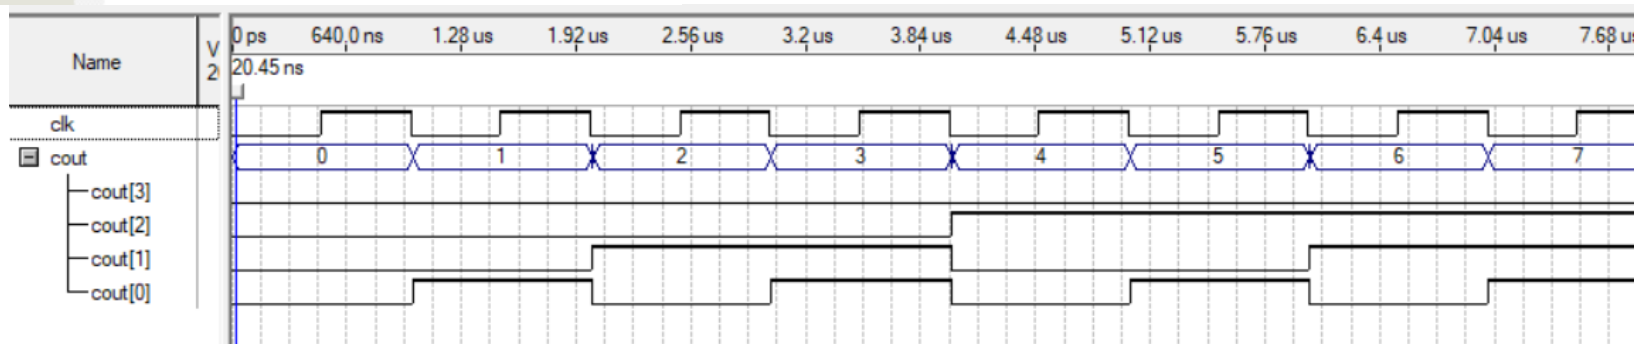 Name
V
2
0 ps 640,0 ns 1.28 us 1.92 us 2.56 us 3.2 us 3.84 us 4.48 us 5.12 us 5.76 us 6.4 us 7.04 us 7.68 u
20.45 ns
clk
cout 0 1 2 3 4 5 6 7
cout[3]
cout[2]
cout[1]
cout[0]